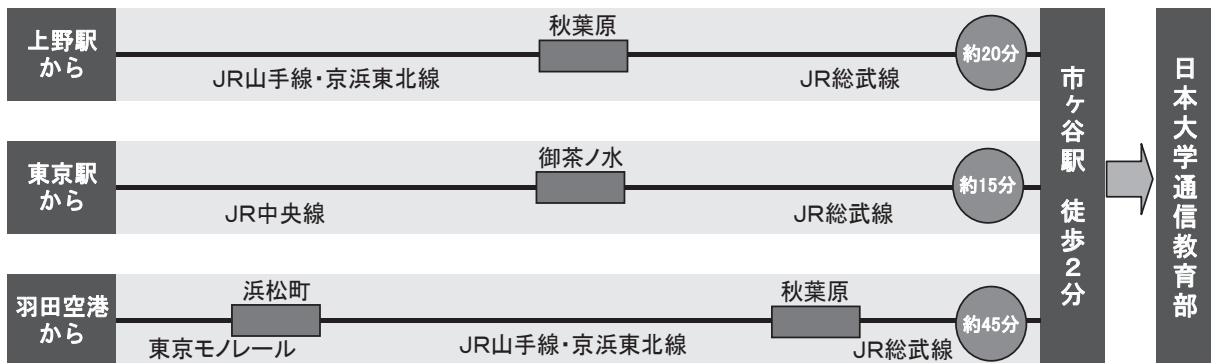 上野駅
から
秋葉原
JR山手線・京浜東北線
JR総武線
約20分
東京駅
から
御茶ノ水
JR中央線
JR総武線
約15分
羽田空港
から
浜松町
秋葉原
東京モノレール
JR山手線・京浜東北線
JR総武線
約45分
市ヶ谷駅 徒歩2分
日本大学通信教育部